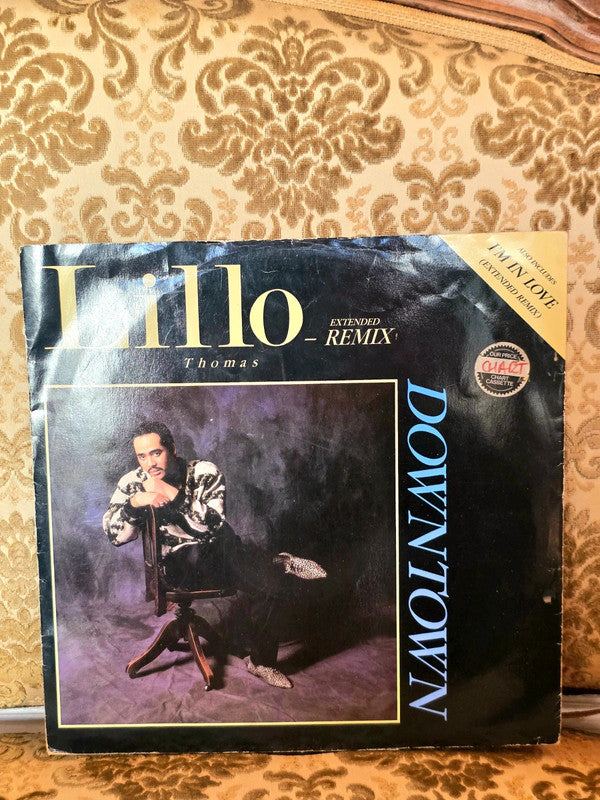 Lillo
Thomas
– EXTENDED
REMIX
ALSO INCLUDES
I'M IN LOVE
(EXTENDED REMIX)
OUR PRICE
CHART
CHART
CASSETTE
DOWNTOWN